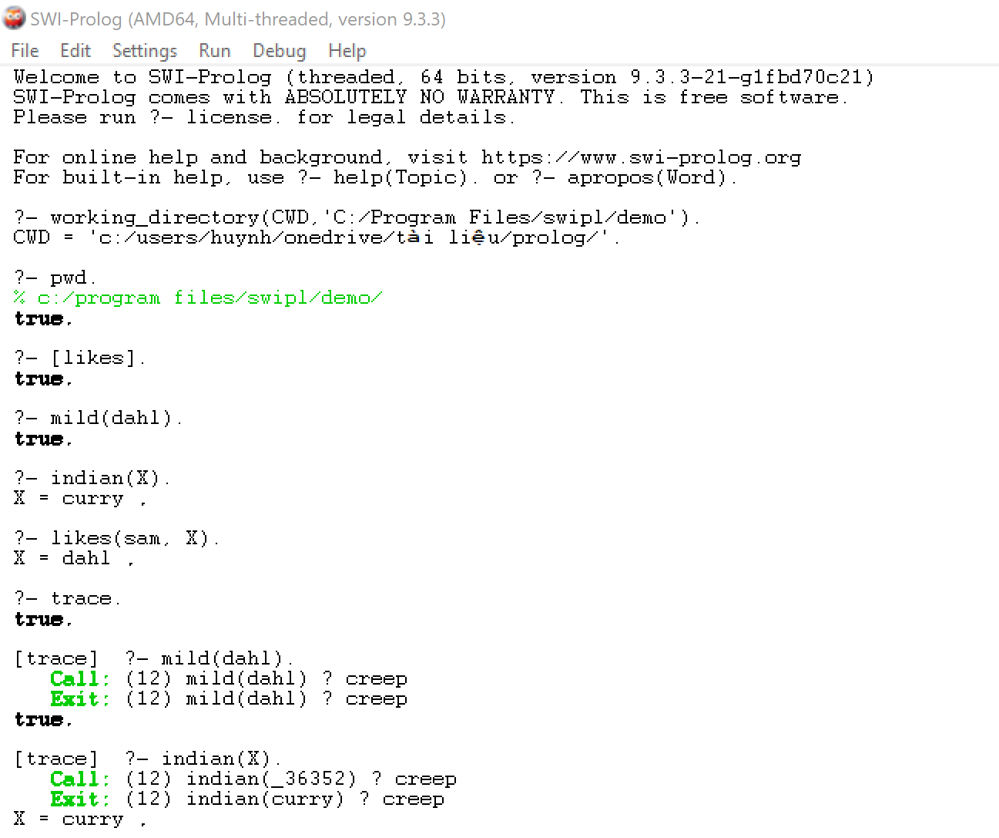 SWI-Prolog (AMD64, Multi-threaded, version 9.3.3)
File Edit Settings Run Debug Help
Welcome to SWI-Prolog (threaded, 64 bits, version 9.3.3-21-g1fbd70c21)
SWI-Prolog comes with ABSOLUTELY NO WARRANTY. This is free software.
Please run ?- license. for legal details.
For online help and background, visit https://www.swi-prolog.org
For built-in help, use ?- help(Topic). or ?- apropos(Word).
?- working_directory(CWD,'C:/Program Files/swipl/demo').
CWD = 'c:/users/huynh/onedrive/tài liệu/prolog/'.
?- pwd.
% c:/program files/swipl/demo/
true.
?- [likes].
true.
?- mild(dahl).
true.
?- indian(X).
X = curry .
?- likes(sam, X).
X = dahl .
?- trace.
true.
[trace]  ?- mild(dahl).
Call: (12) mild(dahl) ? creep
Exit: (12) mild(dahl) ? creep
true.
[trace]  ?- indian(X).
Call: (12) indian(_36352) ? creep
Exit: (12) indian(curry) ? creep
X = curry .